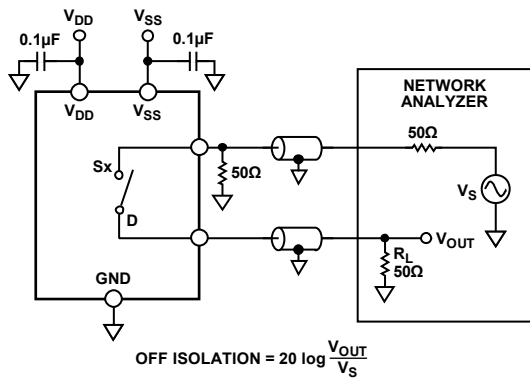 VDD
VSS
0.1µF
0.1µF
VDD
VSS
NETWORK
ANALYZER
50Ω
Sx
50Ω
VS
D
VOUT
RL
50Ω
GND
OFF ISOLATION = 20 log VOUT
VS